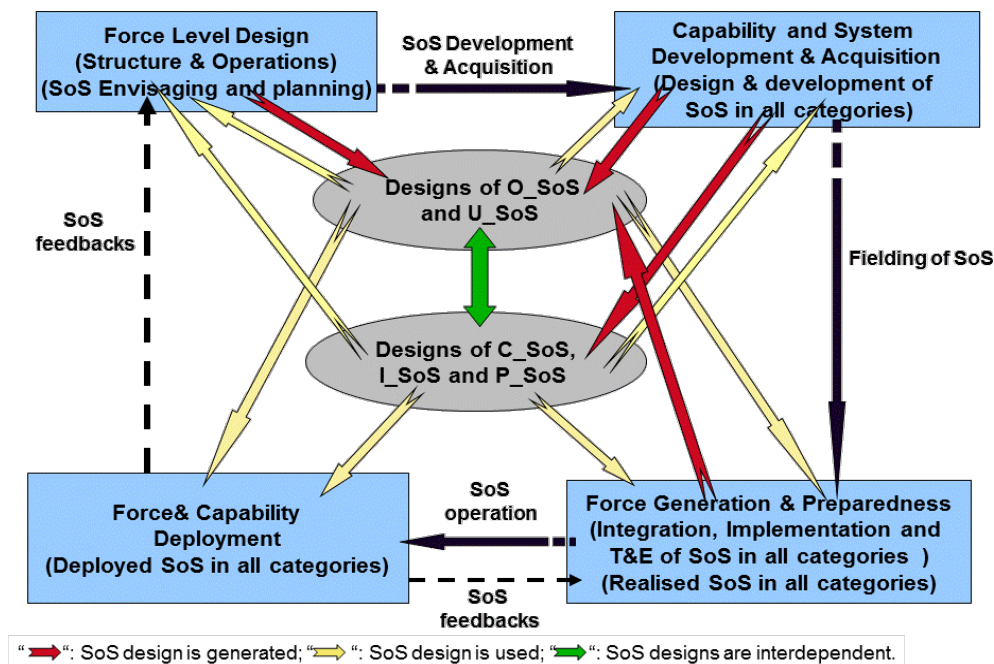 Force Level Design
(Structure & Operations)
(SoS Envisaging and planning)
SoS Development
& Acquisition
Capability and System
Development & Acquisition
(Design & development of
SoS in all categories)
Designs of O_SoS
and U_SoS
SoS
feedbacks
Fielding of SoS
Designs of C_SoS,
I_SoS and P_SoS
Force& Capability
Deployment
(Deployed SoS in all categories)
SoS
operation
Force Generation & Preparedness
(Integration, Implementation and
T&E of SoS in all categories )
(Realised SoS in all categories)
SoS
feedbacks
“ “: SoS design is generated; “ “: SoS design is used; “ “: SoS designs are interdependent.